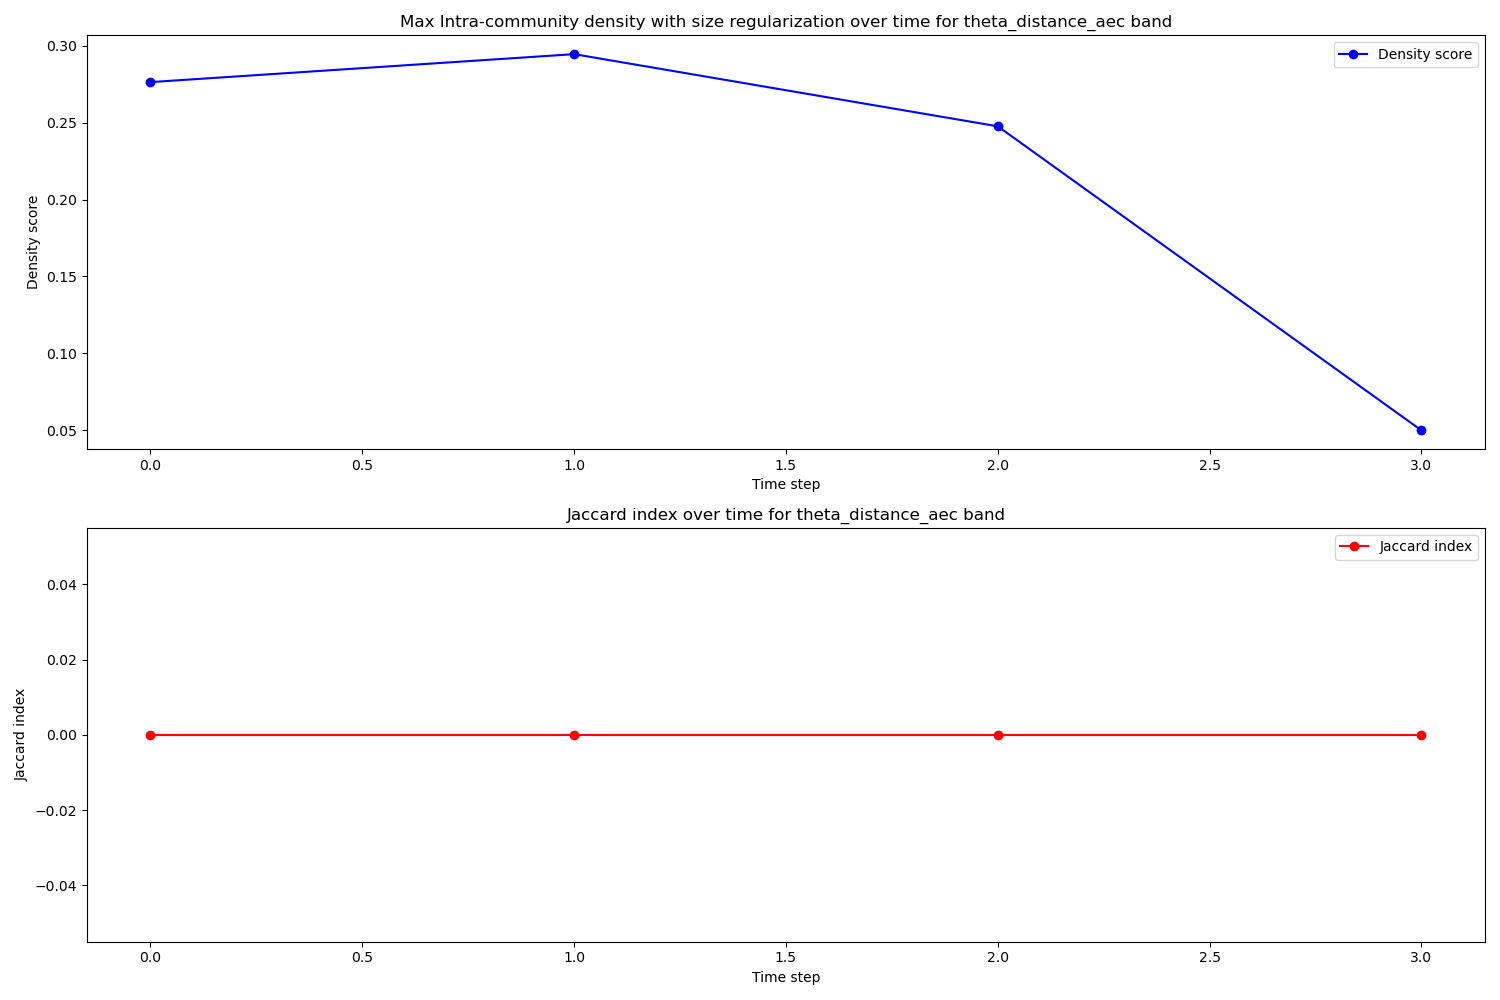 Max Intra-community density with size regularization over time for theta_distance_aec band
Density score
0.30
0.25
0.20
0.15
0.10
0.05
Density score
0.0 0.5 1.0 1.5 2.0 2.5 3.0
Time step
Jaccard index over time for theta_distance_aec band
Jaccard index
0.04
0.02
0.00
−0.02
−0.04
Jaccard index
0.0 0.5 1.0 1.5 2.0 2.5 3.0
Time step